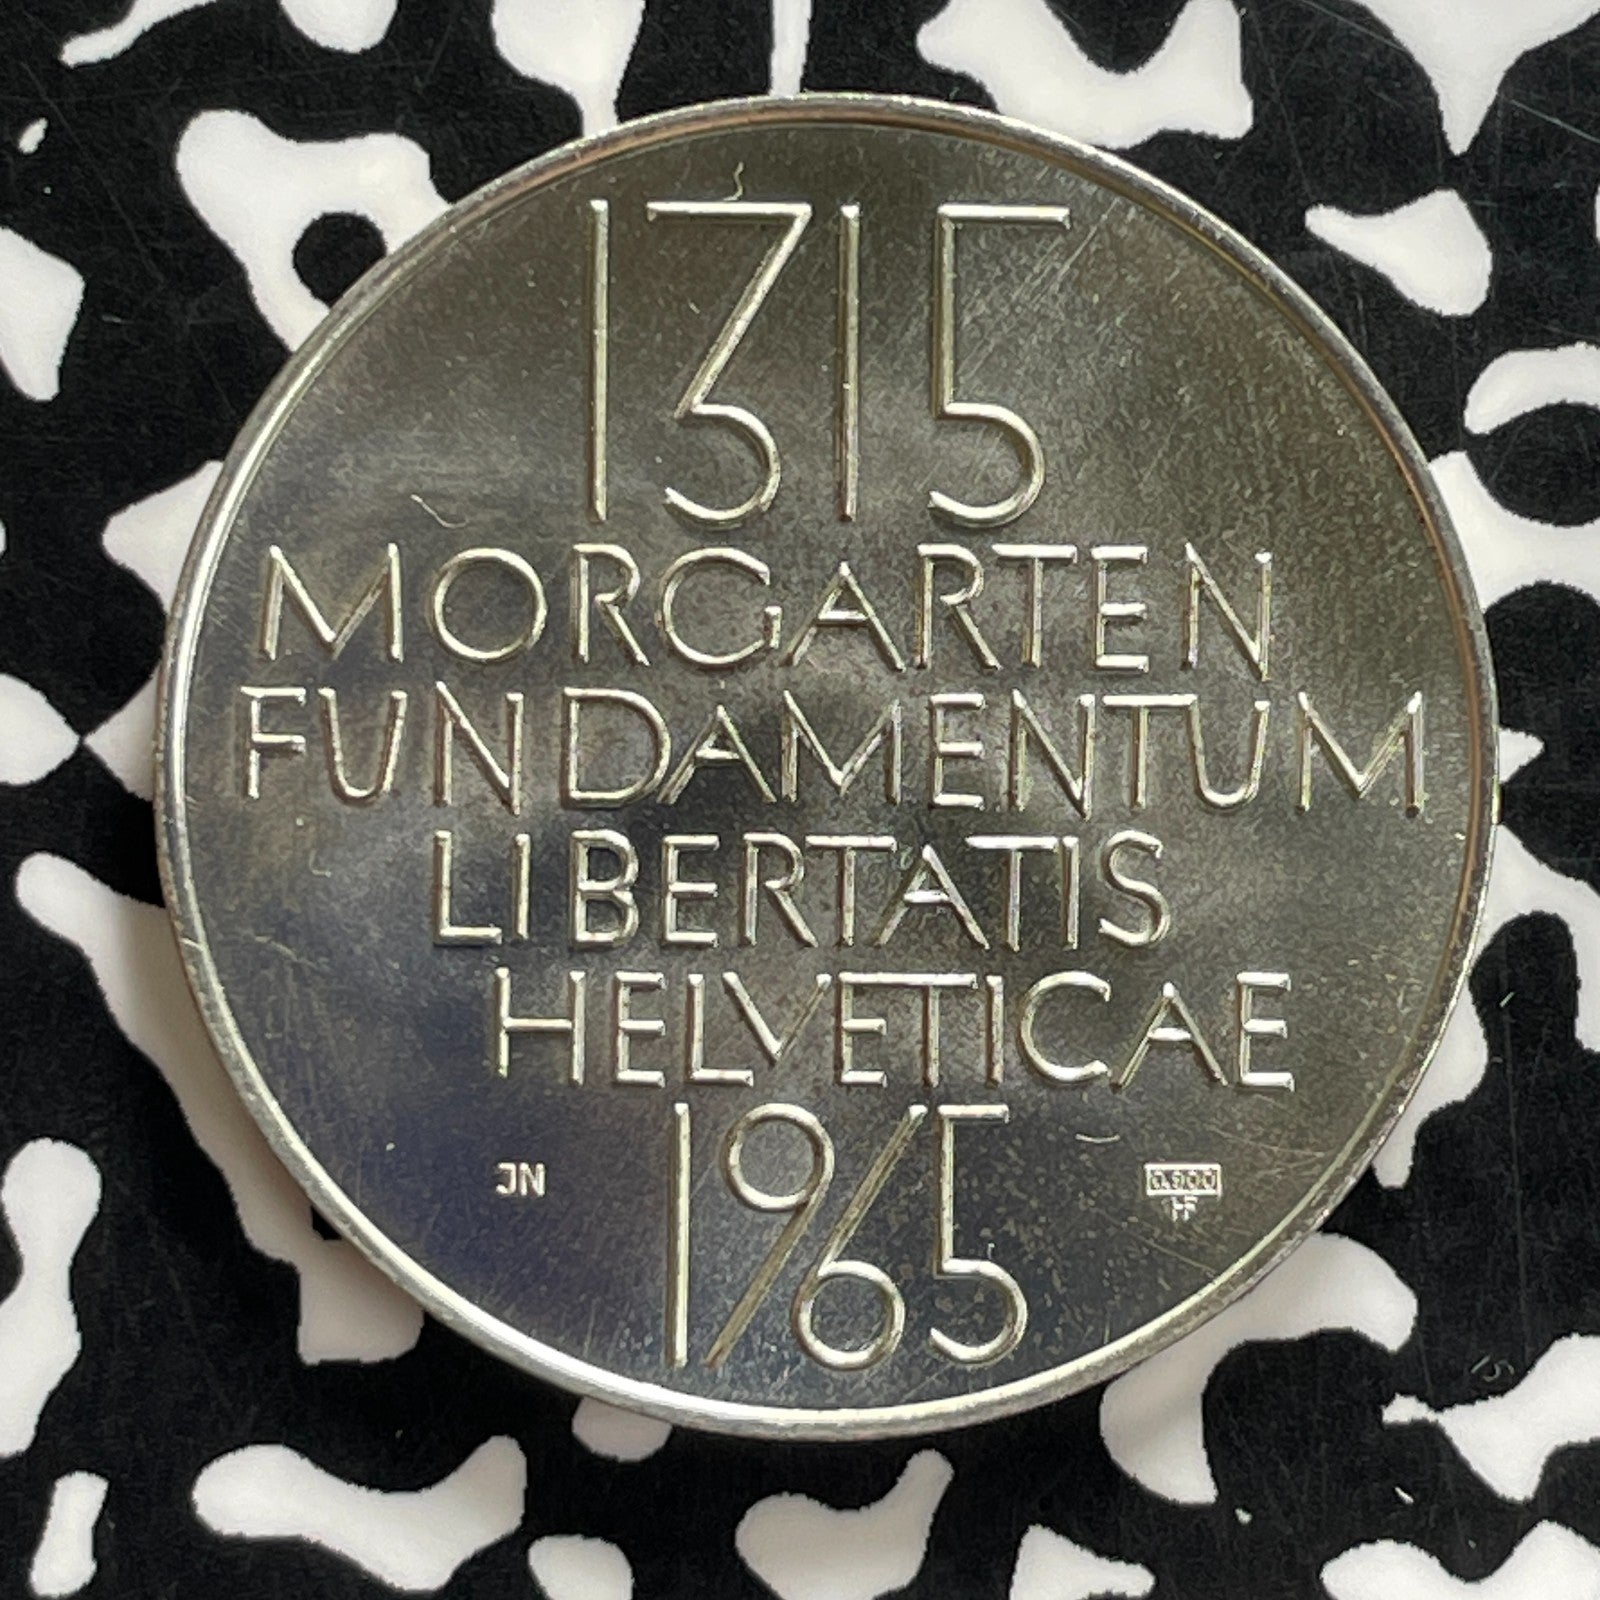 1315
MORGARTEN
FUNDAMENTUM
LIBERTATIS
HELVETICAE
1965
JN
0.900
HF